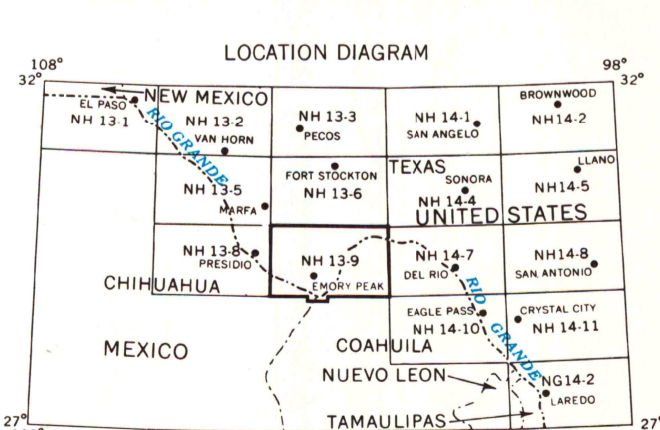 LOCATION DIAGRAM
108°
98°
32°
32°
NEW MEXICO
EL PASO
NH 13-1
RIO GRANDE
NH 13-2
VAN HORN
NH 13-3
PECOS
NH 14-1
SAN ANGELO
BROWNWOOD
NH14-2
NH 13-5
MARFA
FORT STOCKTON
NH 13-6
TEXAS
SONORA
NH 14-4
LLANO
NH14-5
UNITED STATES
NH 13-8
PRESIDIO
NH 13-9
EMORY PEAK
NH 14-7
DEL RIO
NH14-8
SAN ANTONIO
CHIHUAHUA
RIO GRANDE
EAGLE PASS
NH 14-10
CRYSTAL CITY
NH 14-11
MEXICO
COAHUILA
NUEVO LEON
NG14-2
LAREDO
TAMAULIPAS
27°
27°